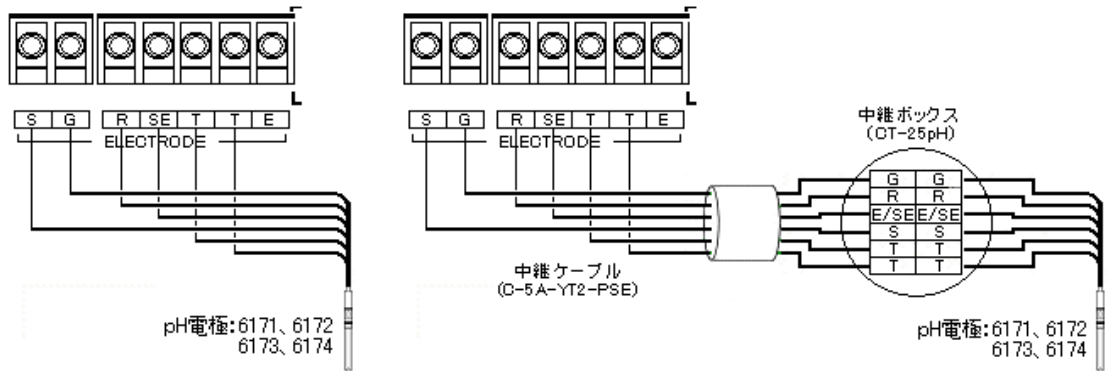 S G R SE T T E
ELECTRODE
pH電極:6171、6172
6173、6174
S G R SE T T E
ELECTRODE
中継ケーブル
(C-5A-YT2-PSE)
中継ボックス
(CT-25pH)
G G
R R
E/SE E/SE
S S
T T
T T
pH電極:6171、6172
6173、6174